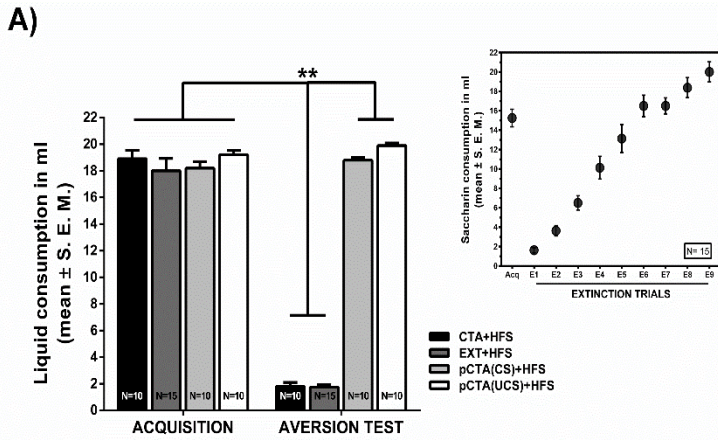 A)
**
Liquid consumption in ml
(mean ± S. E. M.)
22
20
18
16
14
12
10
8
6
4
2
0
N=10
N=15
N=10
N=10
N=10
N=15
N=10
N=10
ACQUISITION
AVERSION TEST
CTA+HFS
EXT+HFS
pCTA(CS)+HFS
pCTA(UCS)+HFS
Saccharin consumption in ml
(mean ± S. E. M.)
22
20
18
16
14
12
10
8
6
4
2
0
N= 15
Acq E1 E2 E3 E4 E5 E6 E7 E8 E9
EXTINCTION TRIALS